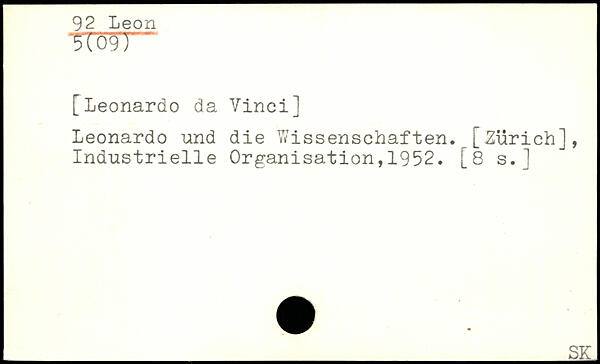 92 Leon
5(09)
[Leonardo da Vinci]
Leonardo und die Wissenschaften. [Zürich],
Industrielle Organisation,1952. [8 s.]
SK